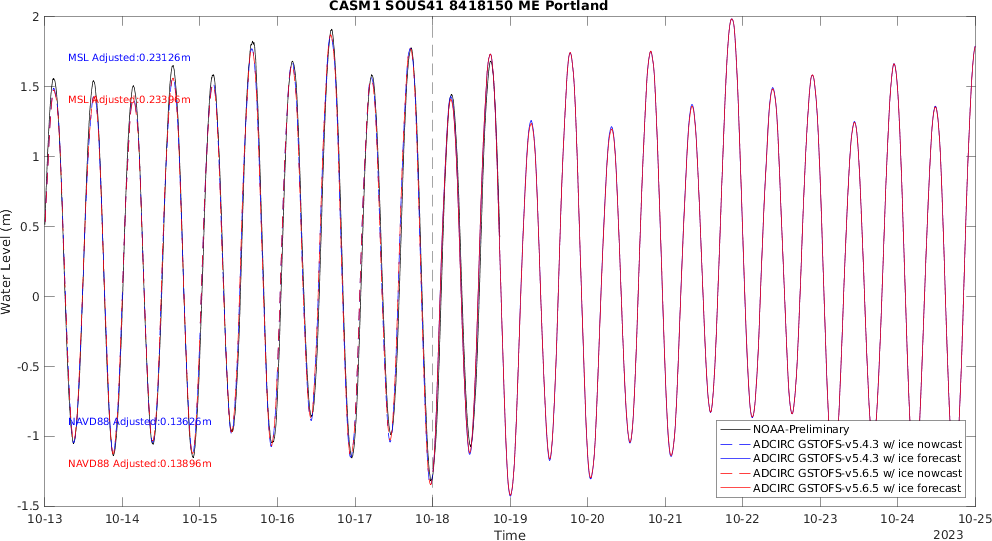 CASM1 SOUS41 8418150 ME Portland
MSL Adjusted:0.23126m
MSL Adjusted:0.23396m
NAVD88 Adjusted:0.13626m
NAVD88 Adjusted:0.13896m
Water Level (m)
2
1.5
1
0.5
0
-0.5
-1
-1.5
NOAA-Preliminary
ADCIRC GSTOFS-v5.4.3 w/ ice nowcast
ADCIRC GSTOFS-v5.4.3 w/ ice forecast
ADCIRC GSTOFS-v5.6.5 w/ ice nowcast
ADCIRC GSTOFS-v5.6.5 w/ ice forecast
10-13 10-14 10-15 10-16 10-17 10-18 10-19 10-20 10-21 10-22 10-23 10-24 10-25
Time
2023